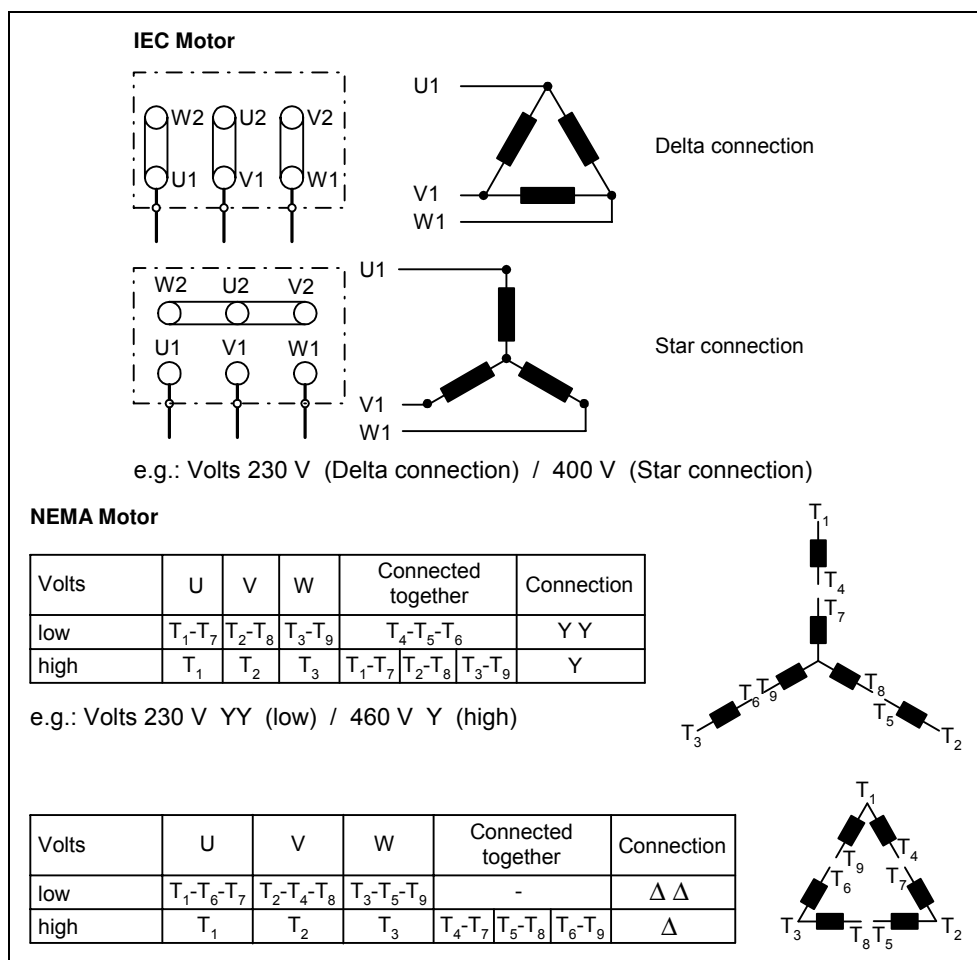 IEC Motor
W2 U2 V2
U1 V1 W1
U1
V1
W1
Delta connection
W2 U2 V2
U1 V1 W1
U1
V1
W1
Star connection
e.g.: Volts 230 V (Delta connection) / 400 V (Star connection)
NEMA Motor
Volts U V W Connected together Connection
low T1-T7 T2-T8 T3-T9 T4-T5-T6 Y Y
high T1 T2 T3 T1-T7 T2-T8 T3-T9 Y
e.g.: Volts 230 V YY (low) / 460 V Y (high)
T1
T4
T7
T6 T9 T8
T5
T3 T2
Volts U V W Connected together Connection
low T1-T6-T7 T2-T4-T8 T3-T5-T9 - Δ Δ
high T1 T2 T3 T4-T7 T5-T8 T6-T9 Δ
T1
T9 T4
T6 T7
T3 T8 T5 T2